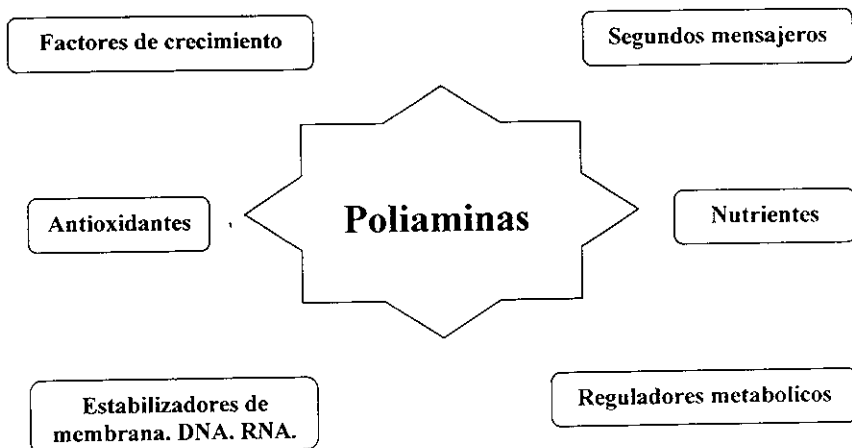 Factores de crecimiento
Segundos mensajeros
Antioxidantes
Poliaminas
Nutrientes
Estabilizadores de
membrana. DNA. RNA.
Reguladores metabolicos